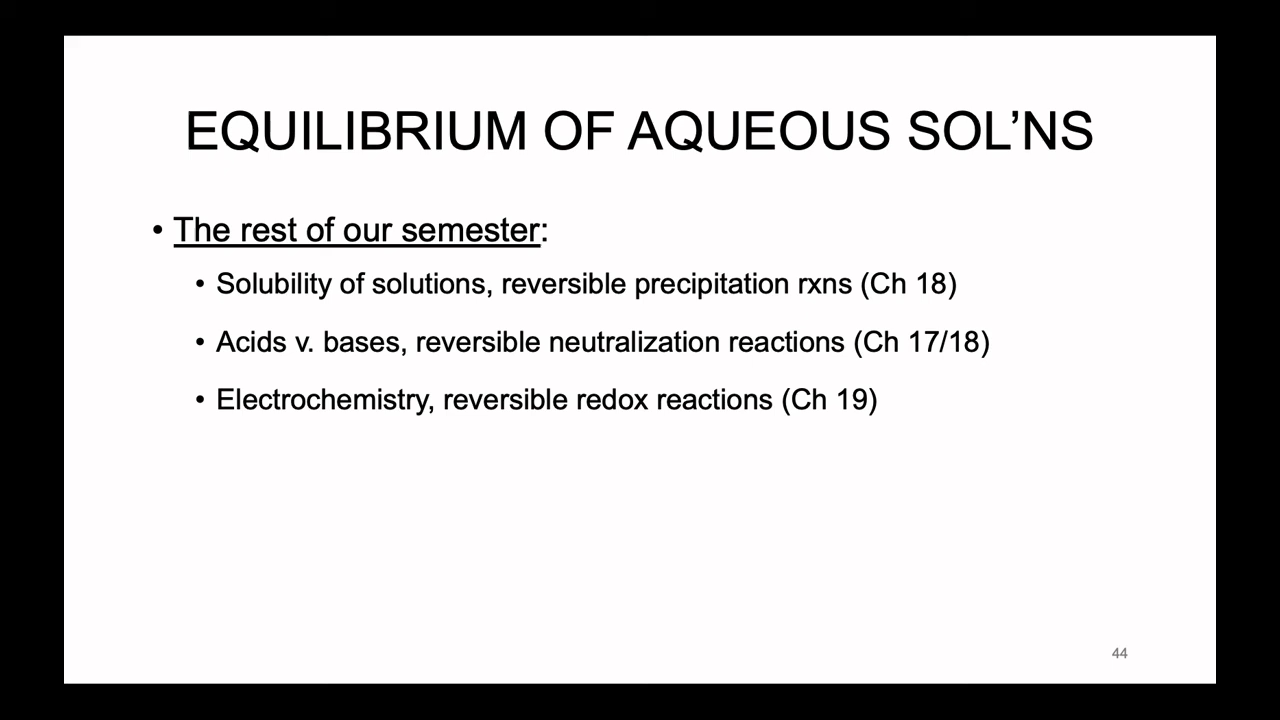 EQUILIBRIUM OF AQUEOUS SOL’NS
• The rest of our semester:
• Solubility of solutions, reversible precipitation rxns (Ch 18)
• Acids v. bases, reversible neutralization reactions (Ch 17/18)
• Electrochemistry, reversible redox reactions (Ch 19)
44